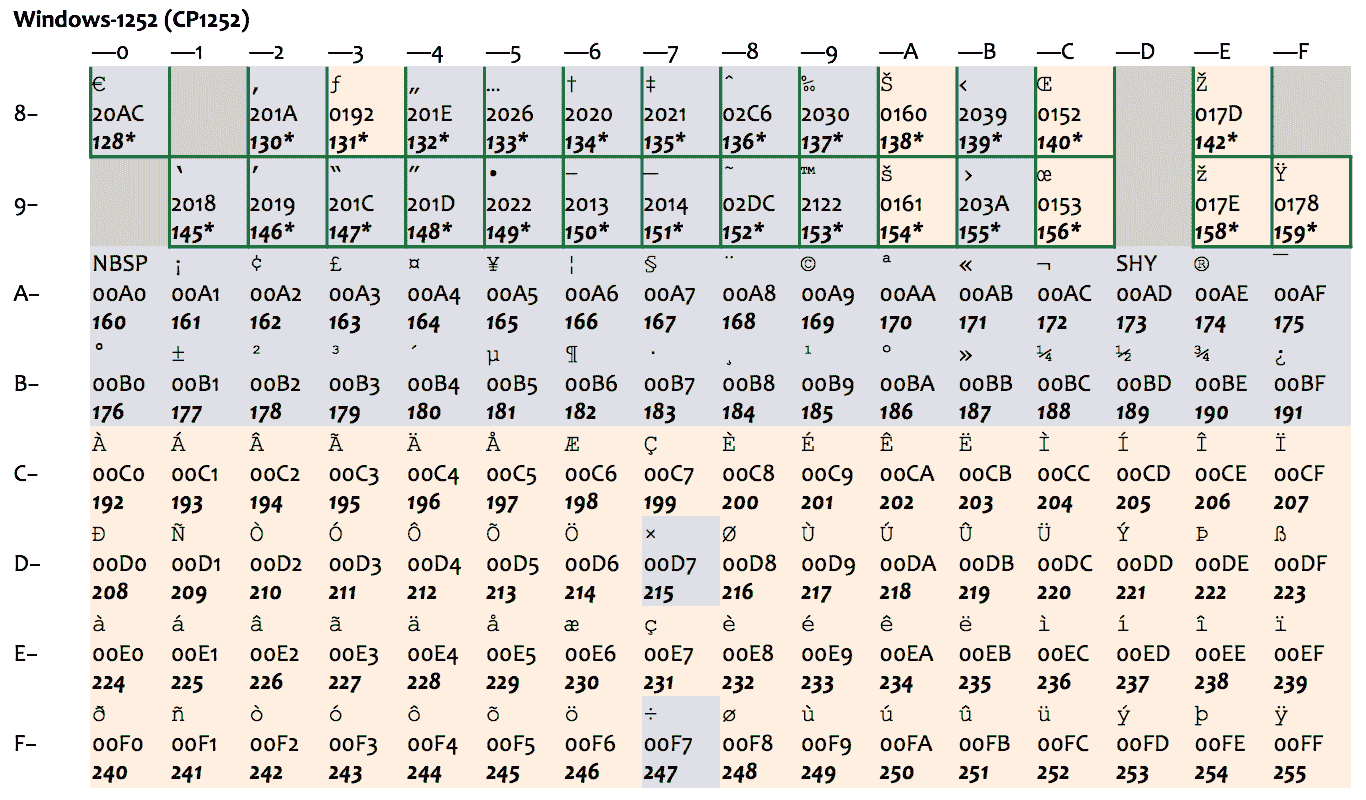 Windows-1252 (CP1252)
—0 —1 —2 —3 —4 —5 —6 —7 —8 —9 —A —B —C —D —E —F
€ ‚ ƒ „ … † ‡ ˆ ‰ Š ‹ Œ Ž
8– 20AC 201A 0192 201E 2026 2020 2021 02C6 2030 0160 2039 0152 017D
128* 130* 131* 132* 133* 134* 135* 136* 137* 138* 139* 140* 142*
‘ ’ “ ” • – — ˜ ™ š › œ ž Ÿ
9– 2018 2019 201C 201D 2022 2013 2014 02DC 2122 0161 203A 0153 017E 0178
145* 146* 147* 148* 149* 150* 151* 152* 153* 154* 155* 156* 158* 159*
NBSP ¡ ¢ £ ¤ ¥ ¦ § ¨ © ª « ¬ SHY ® ¯
A– 00A0 00A1 00A2 00A3 00A4 00A5 00A6 00A7 00A8 00A9 00AA 00AB 00AC 00AD 00AE 00AF
160 161 162 163 164 165 166 167 168 169 170 171 172 173 174 175
° ± ² ³ ´ µ ¶ · ¸ ¹ º » ¼ ½ ¾ ¿
B– 00B0 00B1 00B2 00B3 00B4 00B5 00B6 00B7 00B8 00B9 00BA 00BB 00BC 00BD 00BE 00BF
176 177 178 179 180 181 182 183 184 185 186 187 188 189 190 191
À Á Â Ã Ä Å Æ Ç È É Ê Ë Ì Í Î Ï
C– 00C0 00C1 00C2 00C3 00C4 00C5 00C6 00C7 00C8 00C9 00CA 00CB 00CC 00CD 00CE 00CF
192 193 194 195 196 197 198 199 200 201 202 203 204 205 206 207
Ð Ñ Ò Ó Ô Õ Ö × Ø Ù Ú Û Ü Ý Þ ß
D– 00D0 00D1 00D2 00D3 00D4 00D5 00D6 00D7 00D8 00D9 00DA 00DB 00DC 00DD 00DE 00DF
208 209 210 211 212 213 214 215 216 217 218 219 220 221 222 223
à á â ã ä å æ ç è é ê ë ì í î ï
E– 00E0 00E1 00E2 00E3 00E4 00E5 00E6 00E7 00E8 00E9 00EA 00EB 00EC 00ED 00EE 00EF
224 225 226 227 228 229 230 231 232 233 234 235 236 237 238 239
ð ñ ò ó ô õ ö ÷ ø ù ú û ü ý þ ÿ
F– 00F0 00F1 00F2 00F3 00F4 00F5 00F6 00F7 00F8 00F9 00FA 00FB 00FC 00FD 00FE 00FF
240 241 242 243 244 245 246 247 248 249 250 251 252 253 254 255